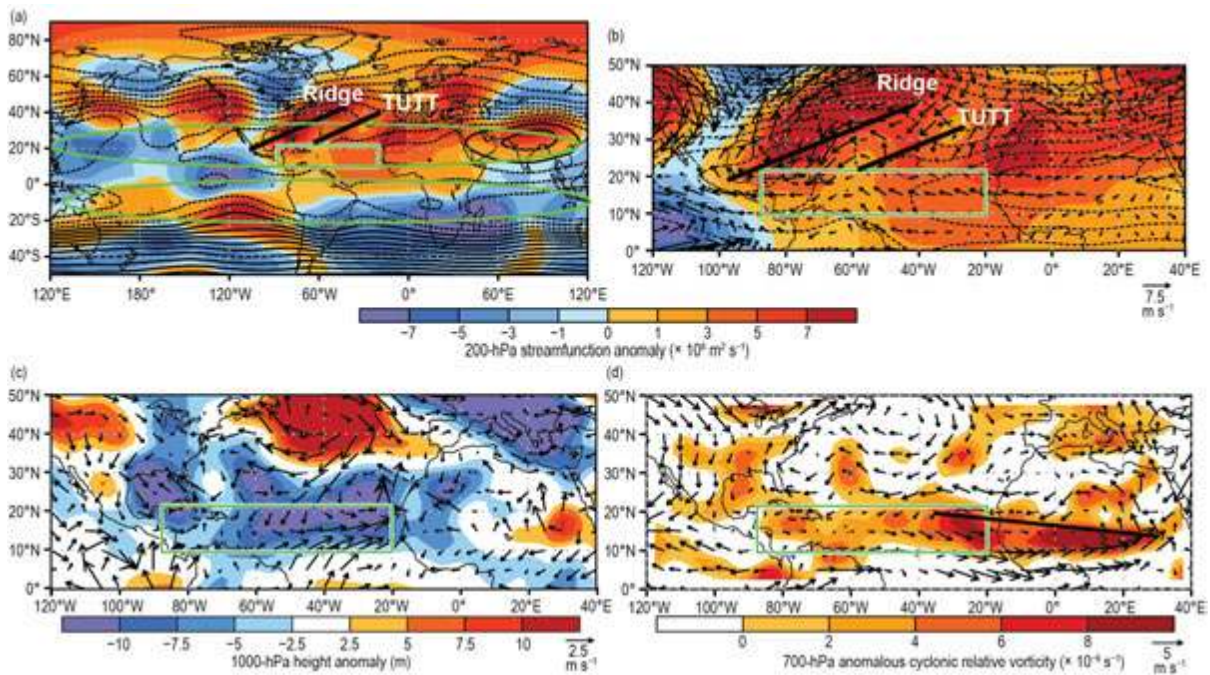 (a)
80°N
60°N
40°N
20°N
0°N
20°S
40°S
120°E 180° 120°W 60°W 0° 60°E 120°E
Ridge
TUTT
(b)
50°N
40°N
30°N
20°N
10°N
0°
120°W 100°W 80°W 60°W 40°W 20°W 0° 20°E 40°E
Ridge
TUTT
7.5
m s⁻¹
−7 −5 −3 −1 0 1 3 5 7
200-hPa streamfunction anomaly (× 10⁶ m² s⁻¹)
(c)
50°N
40°N
30°N
20°N
10°N
0°
120°W 100°W 80°W 60°W 40°W 20°W 0° 20°E 40°E
−10 −7.5 −5 −2.5 2.5 5 7.5 10
2.5
m s⁻¹
1000-hPa height anomaly (m)
(d)
50°N
40°N
30°N
20°N
10°N
0°
120°W 100°W 80°W 60°W 40°W 20°W 0° 20°E 40°E
0 2 4 6 8
5
m s⁻¹
700-hPa anomalous cyclonic relative vorticity (× 10⁻⁶ s⁻¹)